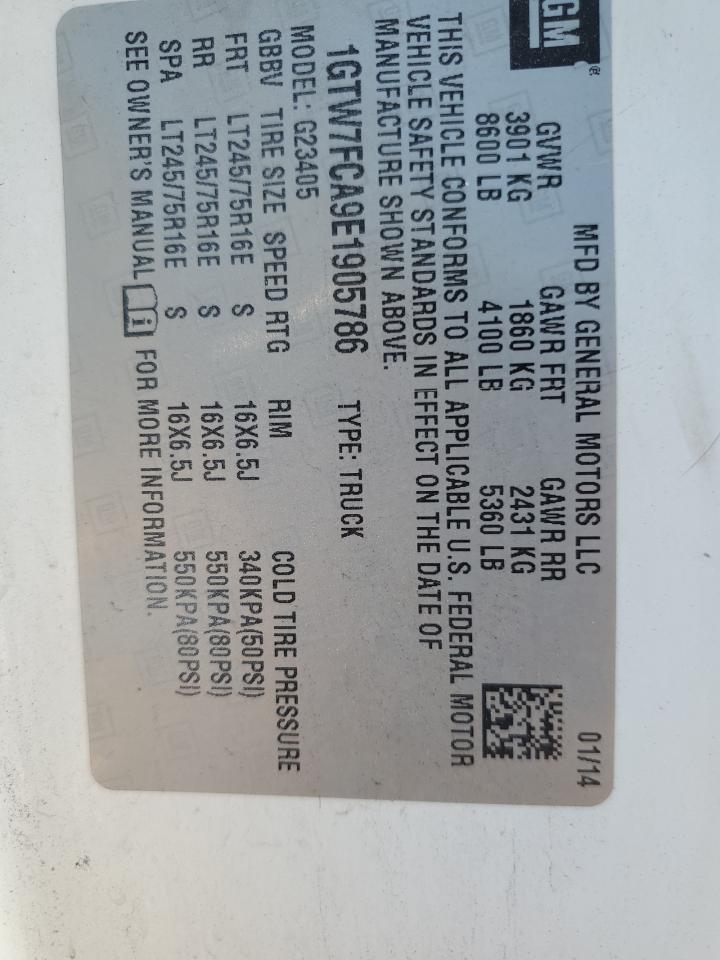 GM®
MFD BY GENERAL MOTORS LLC 01/14
GVWR GAWR FRT GAWR RR
3901 KG 1860 KG 2431 KG
8600 LB 4100 LB 5360 LB
THIS VEHICLE CONFORMS TO ALL APPLICABLE U.S. FEDERAL MOTOR
VEHICLE SAFETY STANDARDS IN EFFECT ON THE DATE OF
MANUFACTURE SHOWN ABOVE.
1GTW7FCA9E1905786 TYPE: TRUCK
MODEL: G23405
GBBV TIRE SIZE SPEED RTG RIM COLD TIRE PRESSURE
FRT LT245/75R16E S 16X6.5J 340KPA(50PSI)
RR LT245/75R16E S 16X6.5J 550KPA(80PSI)
SPA LT245/75R16E S 16X6.5J 550KPA(80PSI)
SEE OWNER'S MANUAL i FOR MORE INFORMATION.